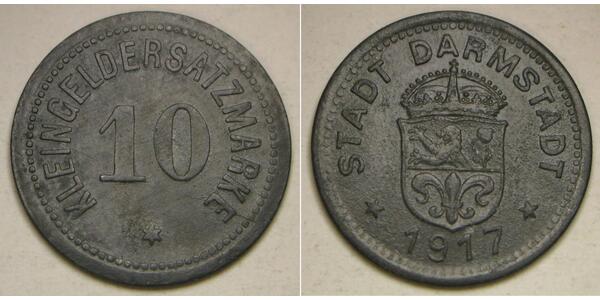 KLEINGELDERSATZMARKE
10
STADT DARMSTADT
1917